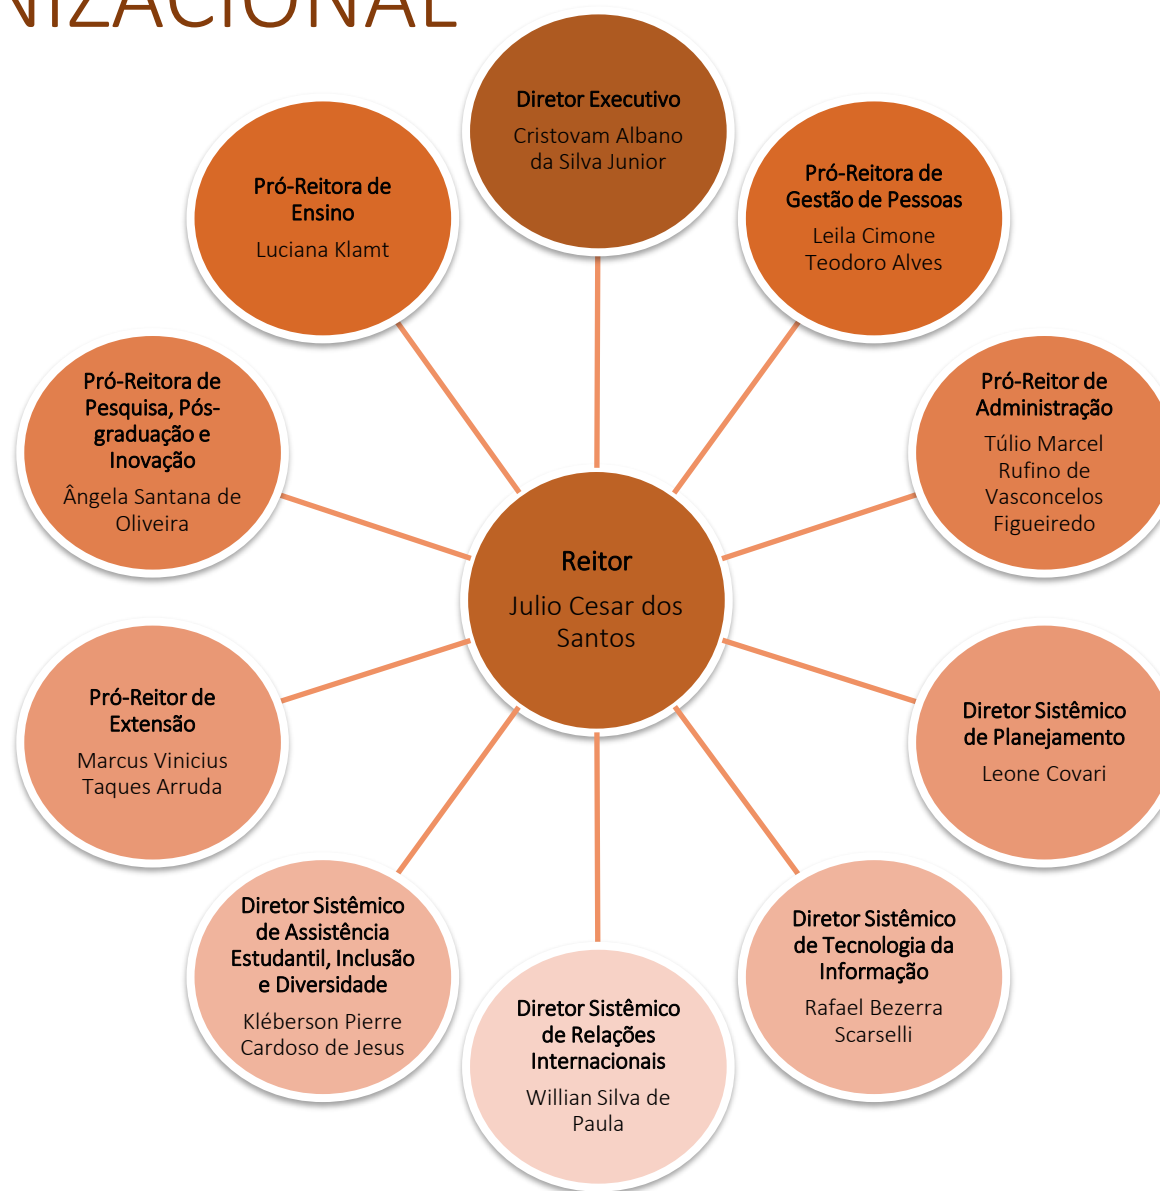 NIZACIONAL
Diretor Executivo
Cristovam Albano
da Silva Junior
Pró-Reitora de
Gestão de Pessoas
Leila Cimone
Teodoro Alves
Pró-Reitor de
Administração
Túlio Marcel
Rufino de
Vasconcelos
Figueiredo
Diretor Sistêmico
de Planejamento
Leone Covari
Diretor Sistêmico
de Tecnologia da
Informação
Rafael Bezerra
Scarselli
Diretor Sistêmico
de Relações
Internacionais
Willian Silva de
Paula
Diretor Sistêmico
de Assistência
Estudantil, Inclusão
e Diversidade
Kléberson Pierre
Cardoso de Jesus
Pró-Reitor de
Extensão
Marcus Vinicius
Taques Arruda
Pró-Reitora de
Pesquisa, Pós-
graduação e
Inovação
Ângela Santana de
Oliveira
Pró-Reitora de
Ensino
Luciana Klamt
Reitor
Julio Cesar dos
Santos